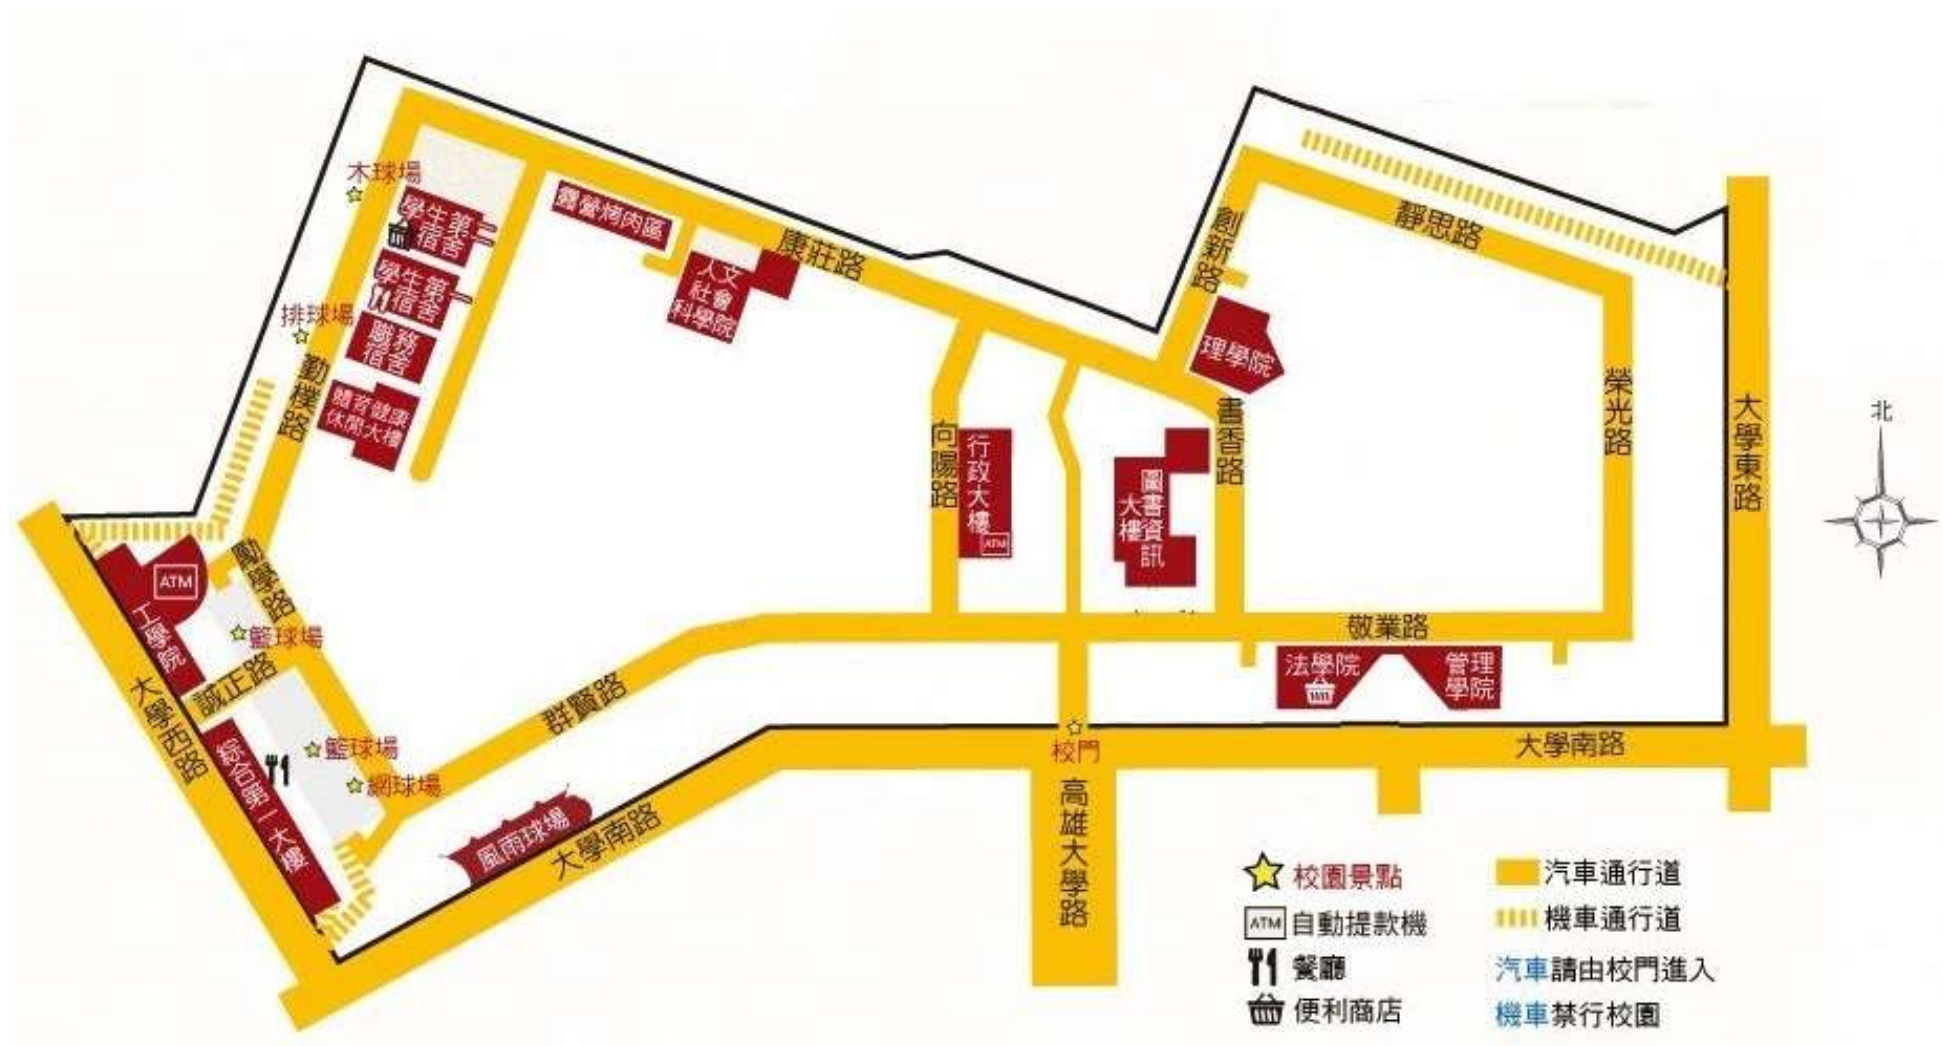 木球場
學生第
宿舍
學生第
宿舍
排球場
職務
宿舍
體育健康
休閒大樓
勤樸路
露營烤肉區
人文
社會
科學院
康莊路
創新路
靜思路
理學院
書香路
榮光路
大學東路
北
向陽路
行政大樓
ATM
圖書資訊
大樓
勵學路
ATM
工學院
籃球場
誠正路
大學西路
綜合第一大樓
籃球場
網球場
群賢路
風雨球場
大學南路
敬業路
法學院
管理
學院
校門
大學南路
高雄大學路
校園景點
ATM 自動提款機
餐廳
便利商店
汽車通行道
機車通行道
汽車請由校門進入
機車禁行校園